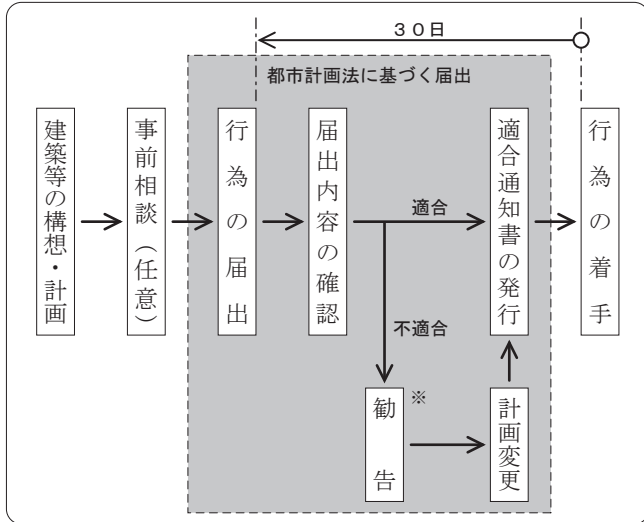 ３０日
都市計画法に基づく届出
建築等の構想・計画
事前相談（任意）
行為の届出
届出内容の確認
適合
不適合
適合通知書の発行
行為の着手
勧告
※
計画変更